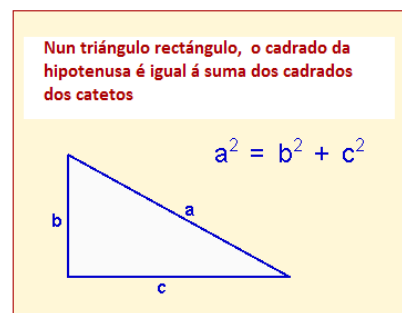 Nun triángulo rectángulo, o cadrado da
hipotenusa é igual á suma dos cadrados
dos catetos
a² = b² + c²
b
a
c